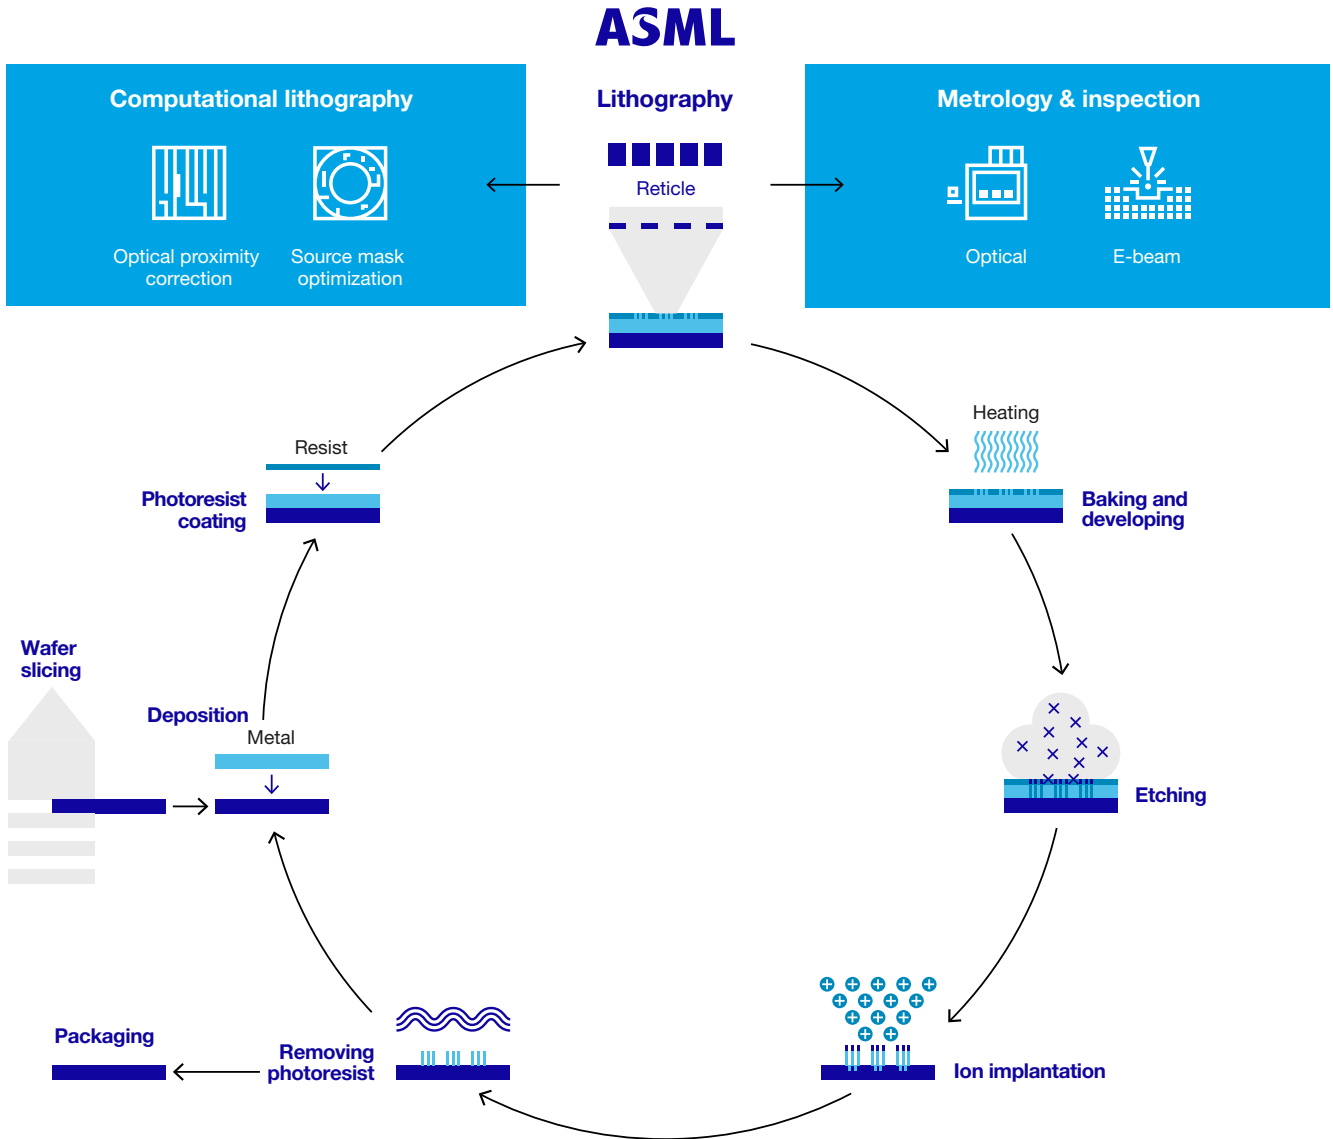 ASML
Computational lithography
Optical proximity
correction
Source mask
optimization
Lithography
Reticle
Metrology & inspection
Optical
E-beam
Heating
Baking and
developing
Etching
Ion implantation
Removing
photoresist
Packaging
Wafer
slicing
Deposition
Metal
Resist
Photoresist
coating